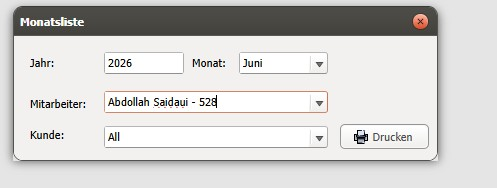 Monatsliste
Jahr: 2026 Monat: Juni
Mitarbeiter: Abdollah Saidaui - 528
Kunde: All Drucken